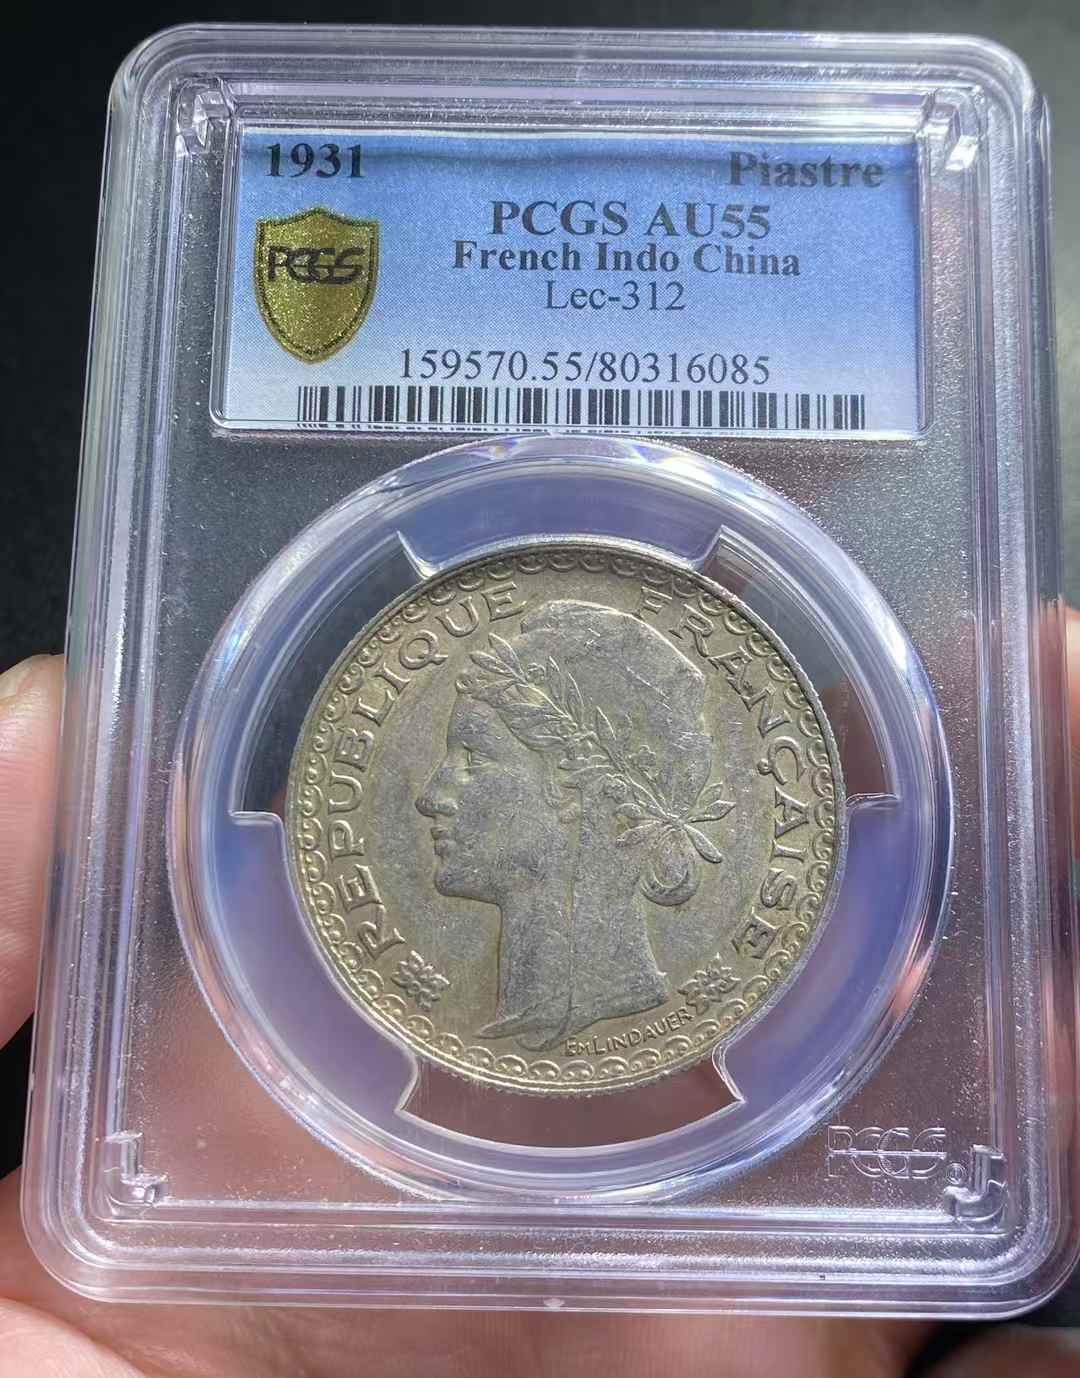 1931 Piastre
PCGS AU55
PCGS
French Indo China
Lec-312
159570.55/80316085
REPUBLIQUE FRANÇAISE
EM LINDAUER
PCGS ®